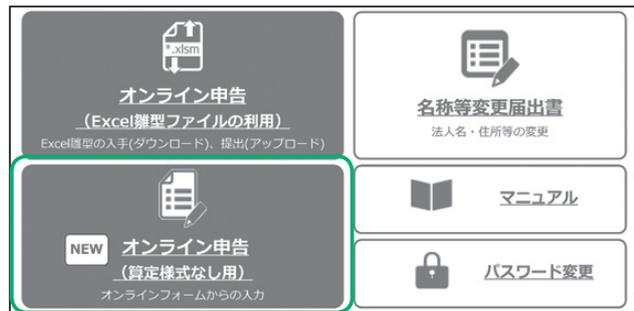 *.xlsm
オンライン申告
（Excel雛型ファイルの利用）
Excel雛型の入手(ダウンロード)、提出(アップロード)
名称等変更届出書
法人名・住所等の変更
NEW
オンライン申告
（算定様式なし用）
オンラインフォームからの入力
マニュアル
パスワード変更